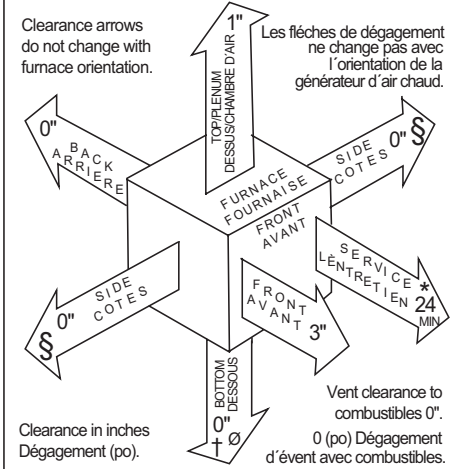 Clearance arrows
do not change with
furnace orientation.
1"
TOP/PLENUM
DESSUS/CHAMBRE D´AIR
Les fléches de dégagement
ne change pas avec
l´orientation de la
générateur d´air chaud.
0"
BACK
ARRIERE
FURNACE
FOURNAISE
FRONT
AVANT
0" §
SIDE
COTES
SERVICE
LÈNTRETIEN
*
24
MIN
§ 0"
SIDE
COTES
FRONT
AVANT 3"
BOTTOM
DESSOUS
0"
† Ø
Clearance in inches
Dégagement (po).
Vent clearance to
combustibles 0".
0 (po) Dégagement
d´évent avec combustibles.